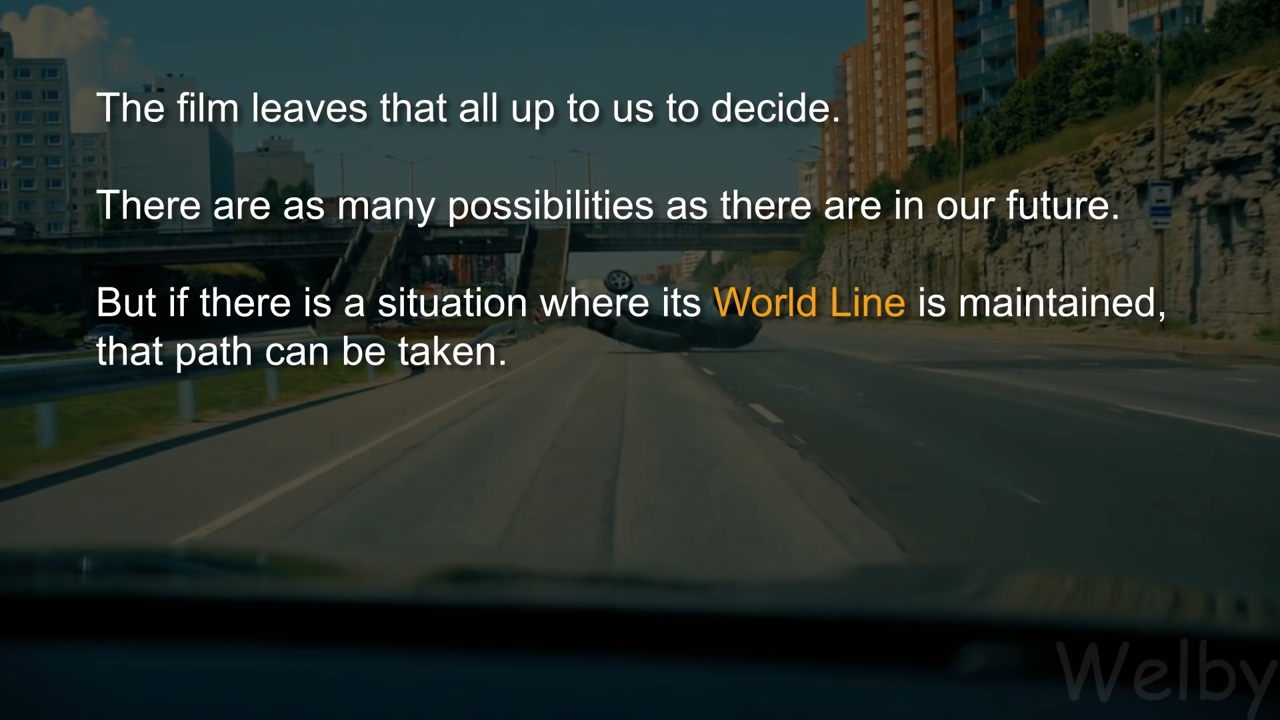 The film leaves that all up to us to decide.
There are as many possibilities as there are in our future.
But if there is a situation where its World Line is maintained,
that path can be taken.
Welby